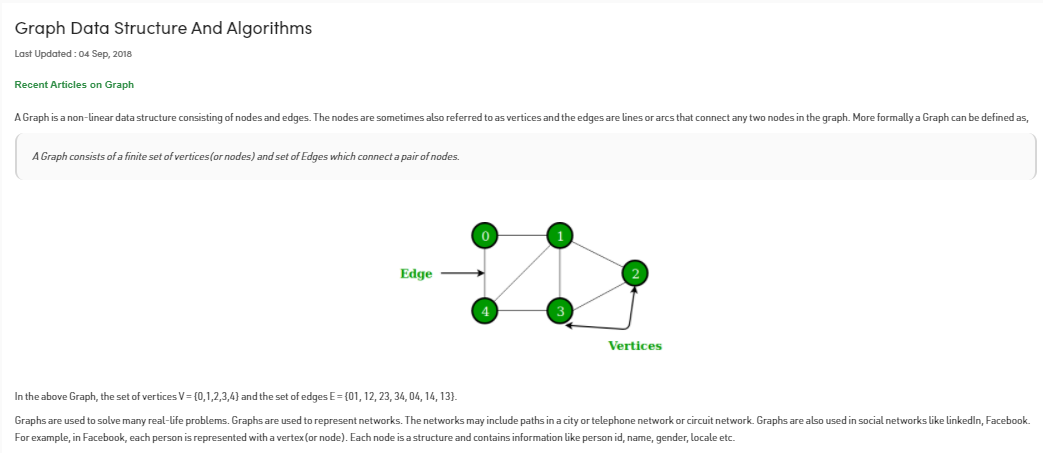 Graph Data Structure And Algorithms
Last Updated : 04 Sep, 2018
Recent Articles on Graph
A Graph is a non-linear data structure consisting of nodes and edges. The nodes are sometimes also referred to as vertices and the edges are lines or arcs that connect any two nodes in the graph. More formally a Graph can be defined as,
A Graph consists of a finite set of vertices(or nodes) and set of Edges which connect a pair of nodes.
0 1
Edge 2
4 3
Vertices
In the above Graph, the set of vertices V = {0,1,2,3,4} and the set of edges E = {01, 12, 23, 34, 04, 14, 13}.
Graphs are used to solve many real-life problems. Graphs are used to represent networks. The networks may include paths in a city or telephone network or circuit network. Graphs are also used in social networks like linkedIn, Facebook.
For example, in Facebook, each person is represented with a vertex(or node). Each node is a structure and contains information like person id, name, gender, locale etc.